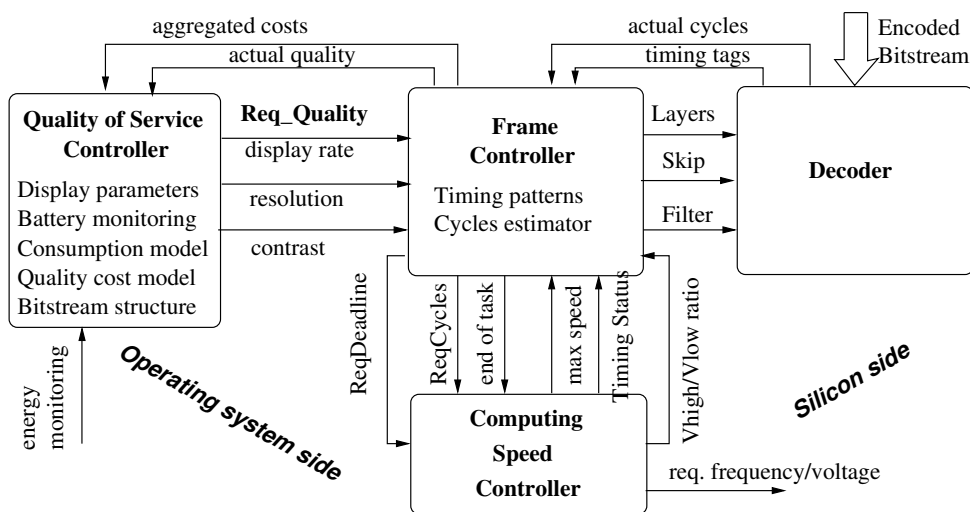 aggregated costs
actual quality
actual cycles
timing tags
Encoded
Bitstream
Quality of Service
Controller
Display parameters
Battery monitoring
Consumption model
Quality cost model
Bitstream structure
Req_Quality
display rate
resolution
contrast
Frame
Controller
Timing patterns
Cycles estimator
Layers
Skip
Filter
Decoder
energy
monitoring
Operating system side
ReqDeadline
ReqCycles
end of task
max speed
Timing Status
Vhigh/Vlow ratio
Silicon side
Computing
Speed
Controller
req. frequency/voltage